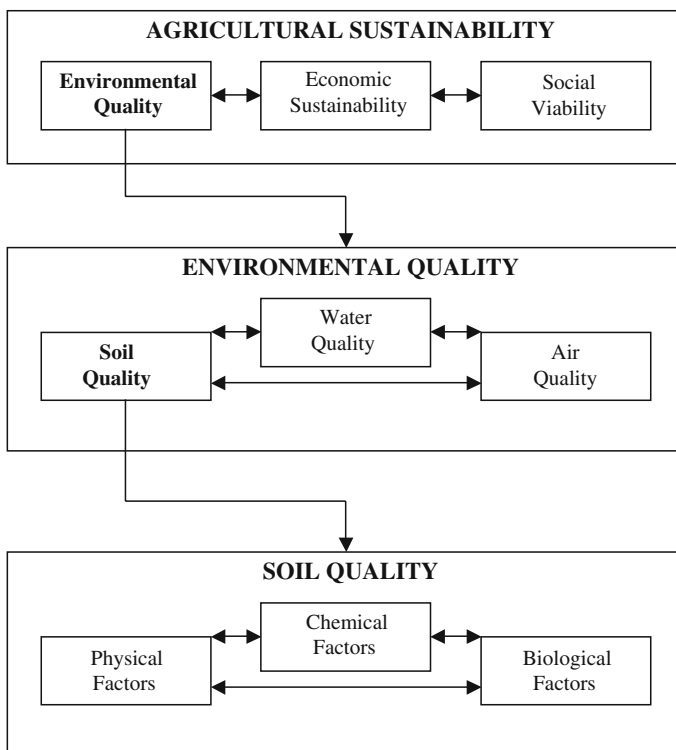 AGRICULTURAL SUSTAINABILITY
Environmental
Quality
Economic
Sustainability
Social
Viability
ENVIRONMENTAL QUALITY
Water
Quality
Soil
Quality
Air
Quality
SOIL QUALITY
Chemical
Factors
Physical
Factors
Biological
Factors